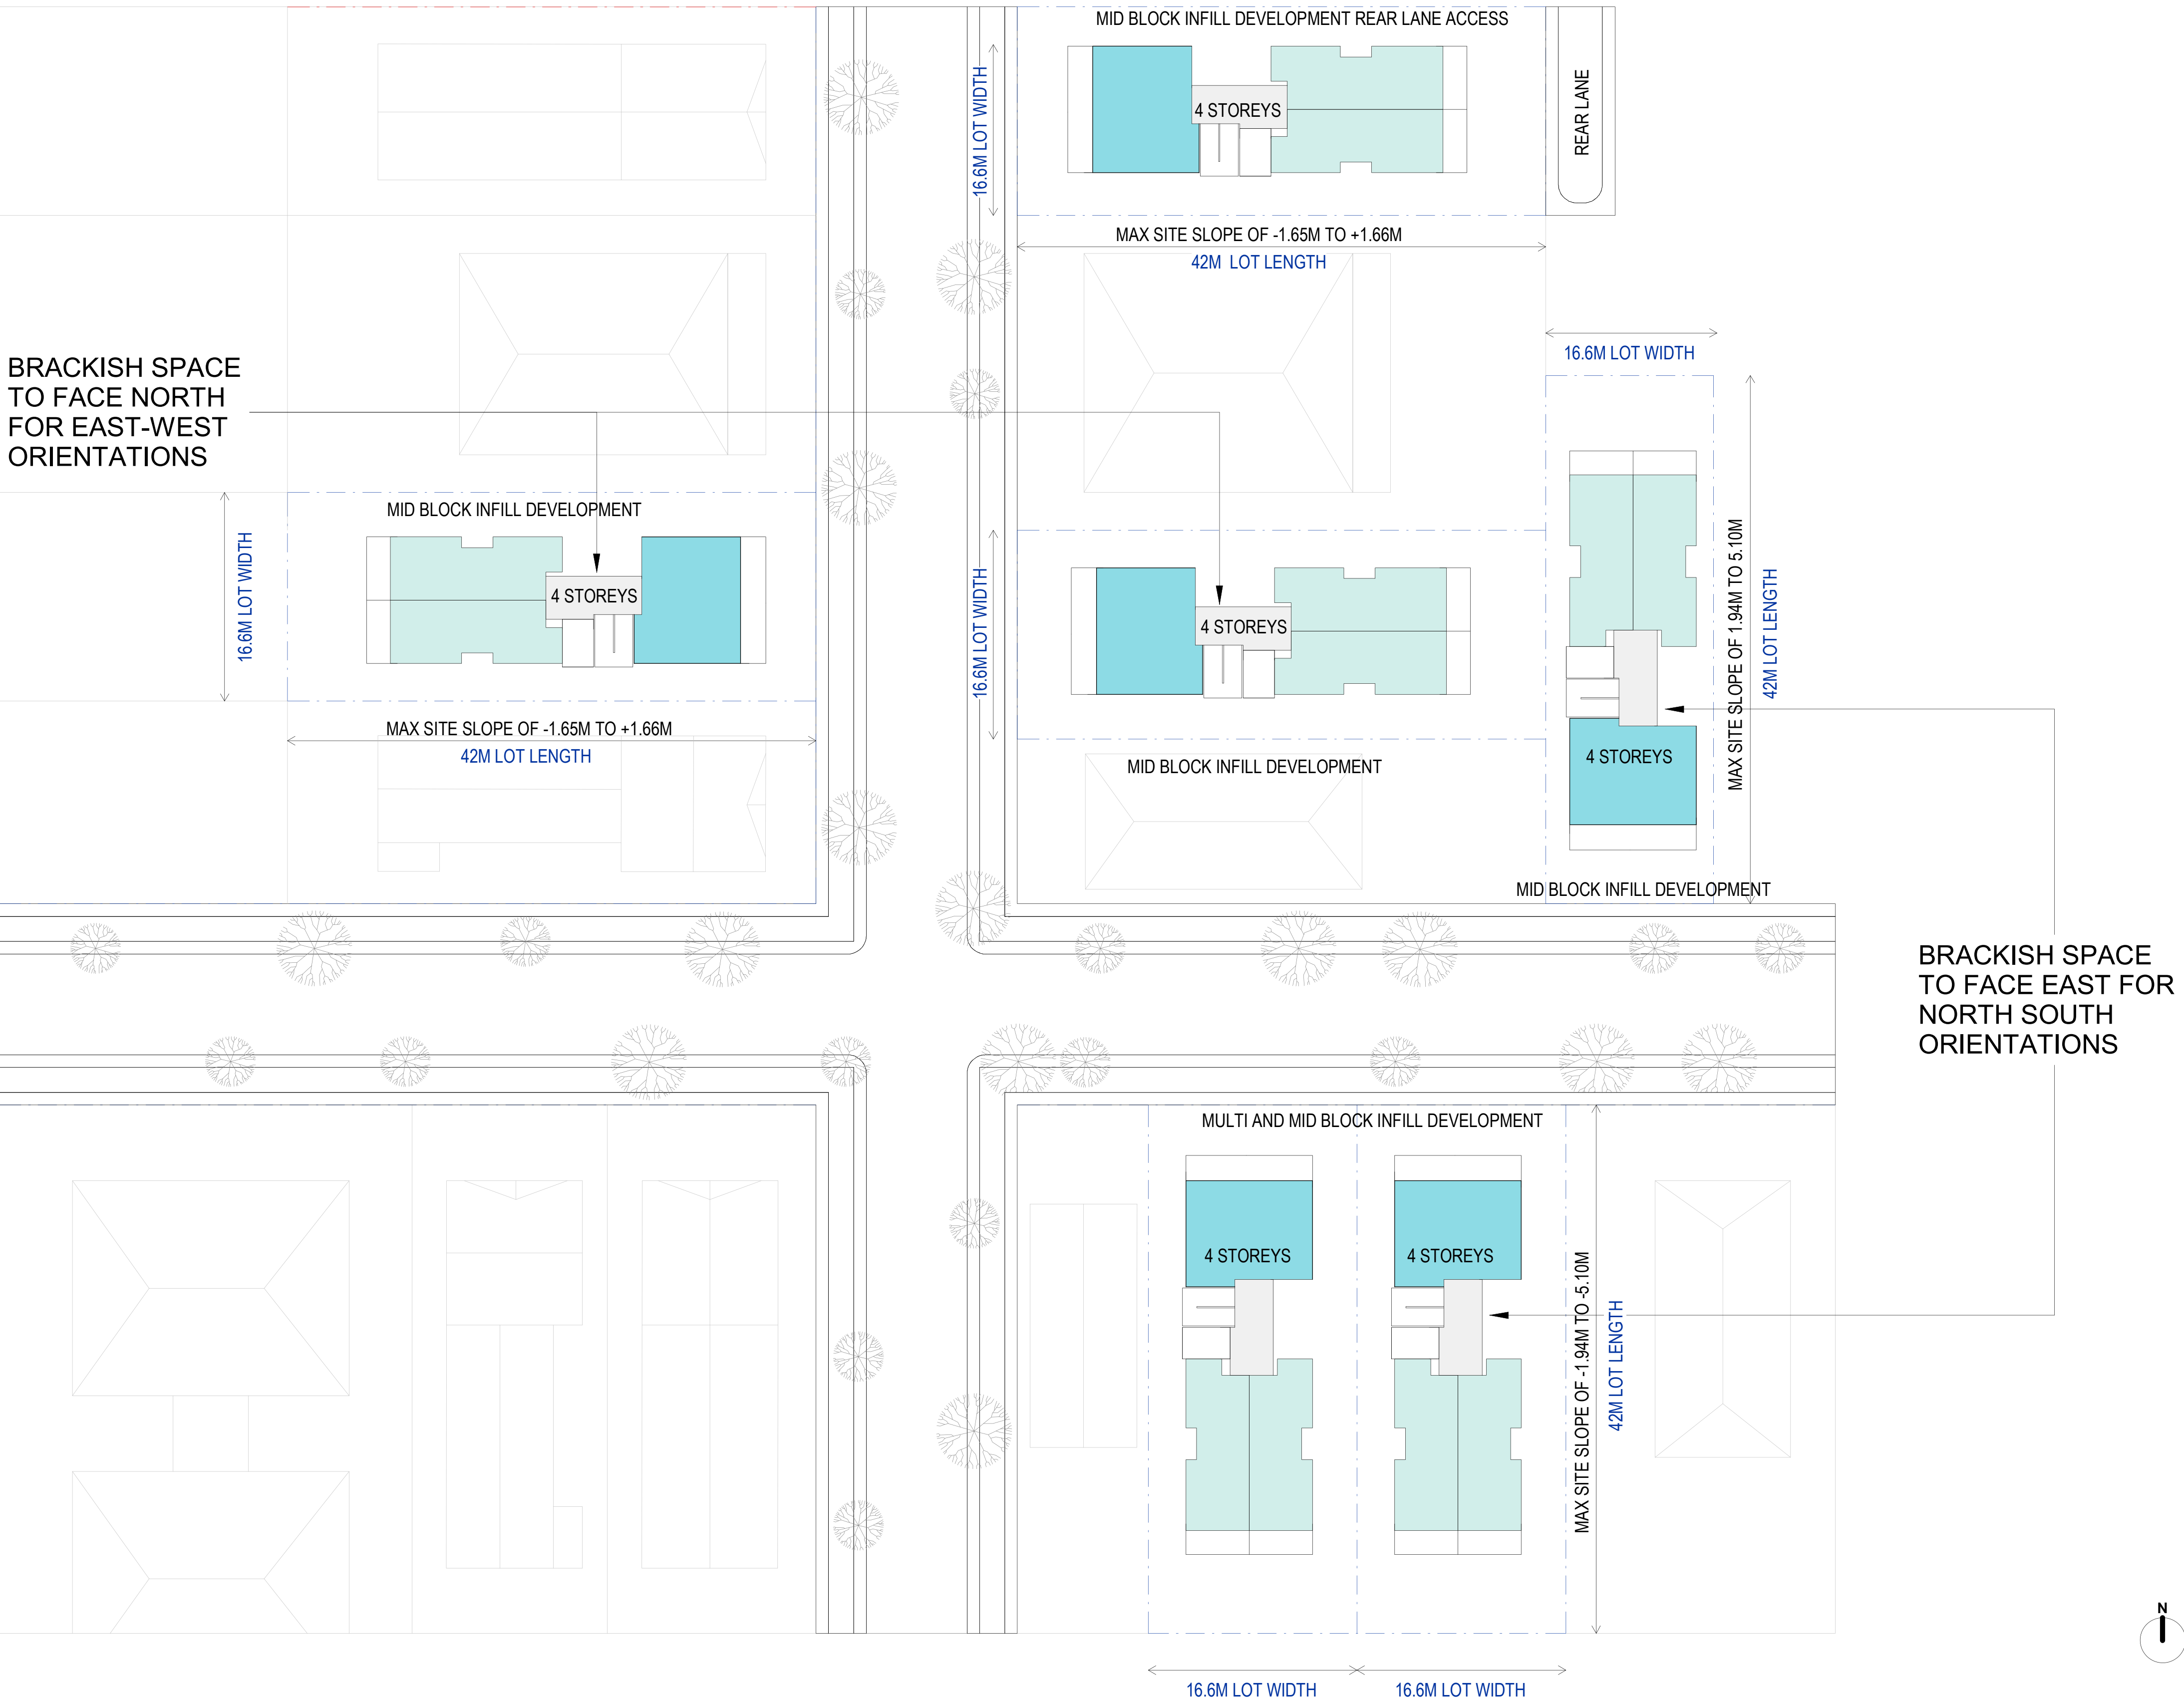 MID BLOCK INFILL DEVELOPMENT REAR LANE ACCESS
16.6M LOT WIDTH
4 STOREYS
REAR LANE
MAX SITE SLOPE OF -1.65M TO +1.66M
42M LOT LENGTH
BRACKISH SPACE
TO FACE NORTH
FOR EAST-WEST
ORIENTATIONS
16.6M LOT WIDTH
MID BLOCK INFILL DEVELOPMENT
16.6M LOT WIDTH
4 STOREYS
MAX SITE SLOPE OF -1.65M TO +1.66M
42M LOT LENGTH
16.6M LOT WIDTH
4 STOREYS
MID BLOCK INFILL DEVELOPMENT
MAX SITE SLOPE OF 1.94M TO 5.10M
42M LOT LENGTH
4 STOREYS
MID BLOCK INFILL DEVELOPMENT
BRACKISH SPACE
TO FACE EAST FOR
NORTH SOUTH
ORIENTATIONS
MULTI AND MID BLOCK INFILL DEVELOPMENT
4 STOREYS
4 STOREYS
MAX SITE SLOPE OF -1.94M TO -5.10M
42M LOT LENGTH
16.6M LOT WIDTH
16.6M LOT WIDTH
N